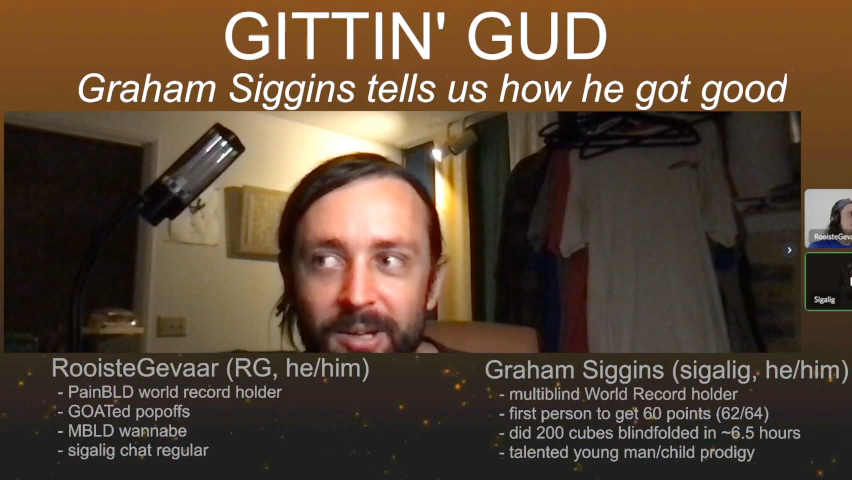 GITTIN' GUD
Graham Siggins tells us how he got good
RooisteGeva
Sigalig
RooisteGevaar (RG, he/him)
- PainBLD world record holder
- GOATed popoffs
- MBLD wannabe
- sigalig chat regular
Graham Siggins (sigalig, he/him)
- multiblind World Record holder
- first person to get 60 points (62/64)
- did 200 cubes blindfolded in ~6.5 hours
- talented young man/child prodigy